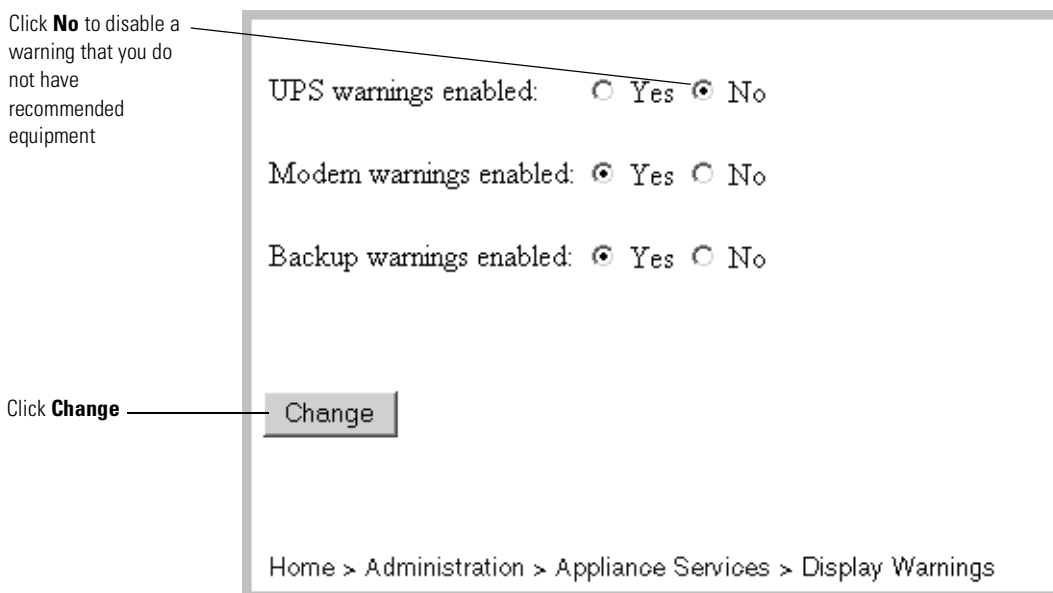 Click No to disable a
warning that you do
not have
recommended
equipment
UPS warnings enabled: Yes No
Modem warnings enabled: Yes No
Backup warnings enabled: Yes No
Click Change
Change
Home > Administration > Appliance Services > Display Warnings